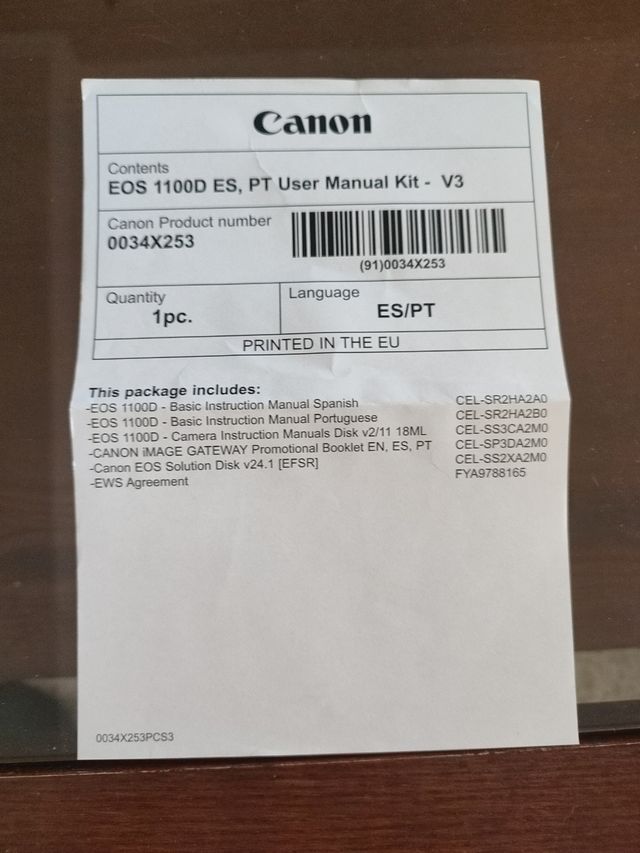 Canon
Contents
EOS 1100D ES, PT User Manual Kit - V3
Canon Product number
0034X253
(91)0034X253
Quantity
1pc.
Language
ES/PT
PRINTED IN THE EU
This package includes:
-EOS 1100D - Basic Instruction Manual Spanish CEL-SR2HA2A0
-EOS 1100D - Basic Instruction Manual Portuguese CEL-SR2HA2B0
-EOS 1100D - Camera Instruction Manuals Disk v2/11 18ML CEL-SS3CA2M0
-CANON iMAGE GATEWAY Promotional Booklet EN, ES, PT CEL-SP3DA2M0
-Canon EOS Solution Disk v24.1 [EFSR] CEL-SS2XA2M0
-EWS Agreement FYA9788165
0034X253PCS3